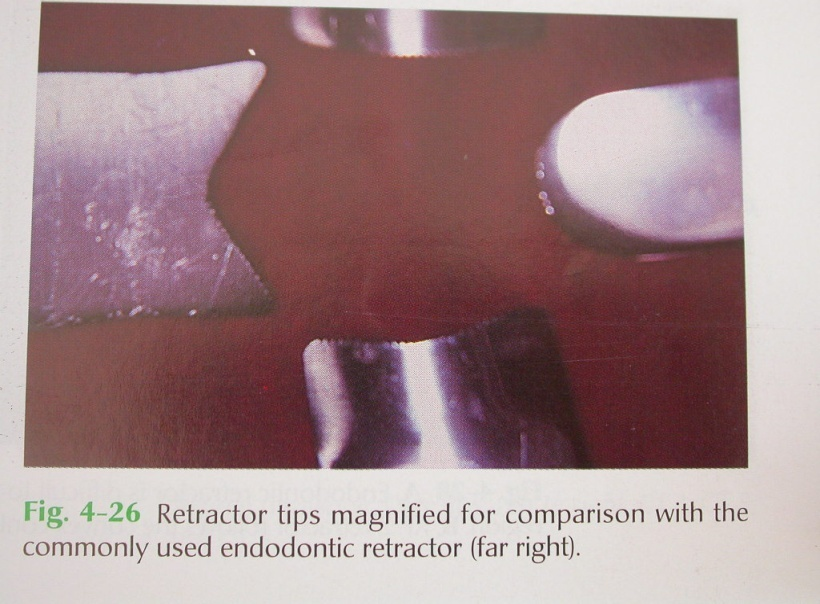 Fig. 4-26 Retractor tips magnified for comparison with the
commonly used endodontic retractor (far right).